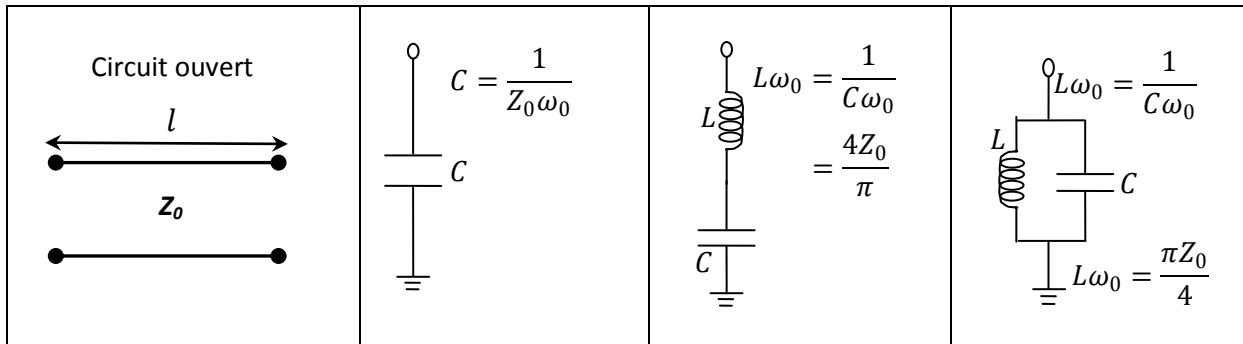 Circuit ouvert
l
Z₀
C = 1/(Z₀ω₀)
C
Lω₀ = 1/(Cω₀)
= 4Z₀/π
L
C
Lω₀ = 1/(Cω₀)
L
C
Lω₀ = πZ₀/4